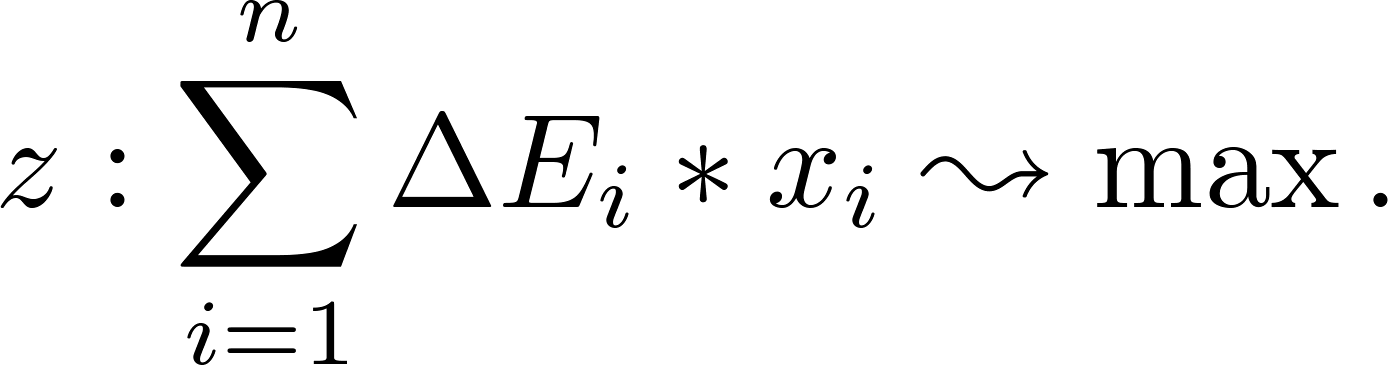 z : \sum_{i=1}^{n} \Delta E_i * x_i \rightsquigarrow \max.